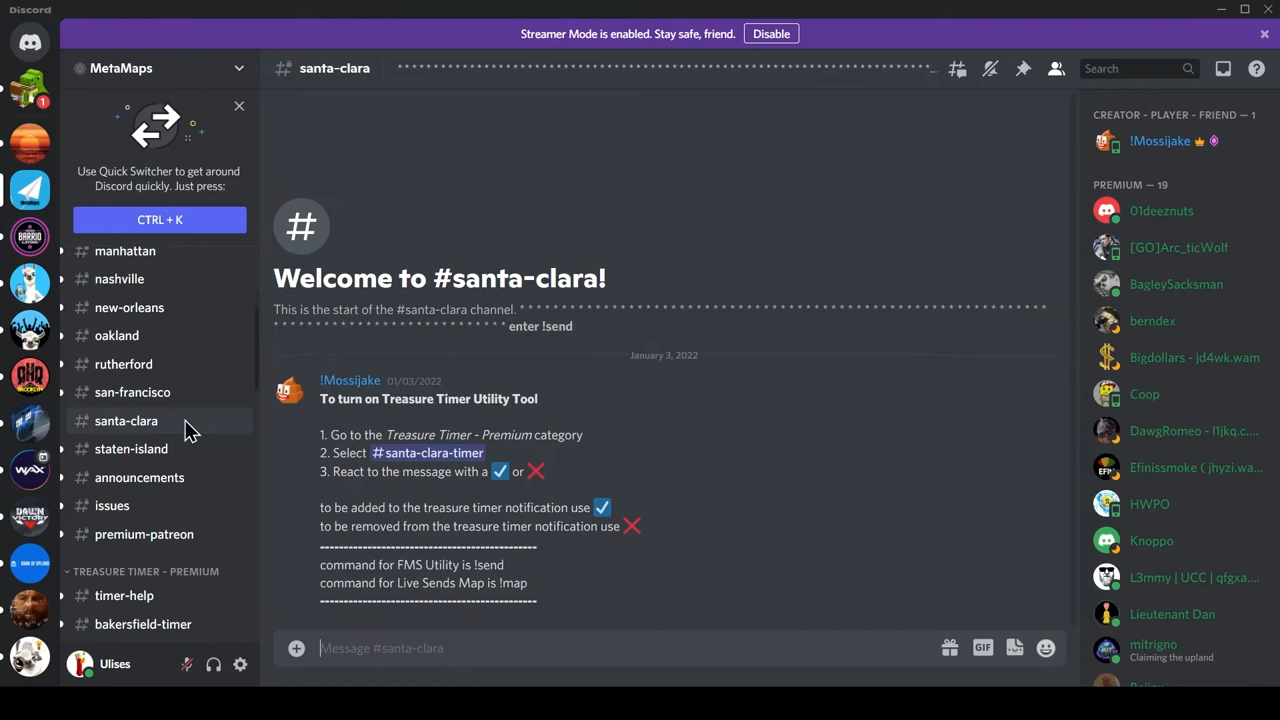 Discord
Streamer Mode is enabled. Stay safe, friend. Disable
MetaMaps
Use Quick Switcher to get around
Discord quickly. Just press:
CTRL + K
manhattan
nashville
new-orleans
oakland
rutherford
san-francisco
santa-clara
staten-island
announcements
issues
premium-patreon
TREASURE TIMER - PREMIUM
timer-help
bakersfield-timer
Ulises
santa-clara
Search
Welcome to #santa-clara!
This is the start of the #santa-clara channel. * * * * * * * * * * * * * * * * * * * * * * * * * * * * * * * * * * * * * * * * * * * * * * * * * * * * * * * * * * * * * *
* * * * * * * * * * * * * * * * * * * * * * * * * * * enter !send
January 3, 2022
!Mossijake 01/03/2022
To turn on Treasure Timer Utility Tool
1. Go to the Treasure Timer - Premium category
2. Select #santa-clara-timer
3. React to the message with a ☑️ or ❌
to be added to the treasure timer notification use ☑️
to be removed from the treasure timer notification use ❌
-----------------------------------------------
command for FMS Utility is !send
command for Live Sends Map is !map
-----------------------------------------------
Message #santa-clara
GIF
CREATOR - PLAYER - FRIEND — 1
!Mossijake
PREMIUM — 19
01deeznuts
[GO]Arc_ticWolf
BagleySacksman
berndex
Bigdollars - jd4wk.wam
Coop
DawgRomeo - l1jkq.c...
Efinissmoke ( jhyzi.wa...
HWPO
Knoppo
L3mmy | UCC | qfgxa....
Lieutenant Dan
mitrigno
Claiming the upland